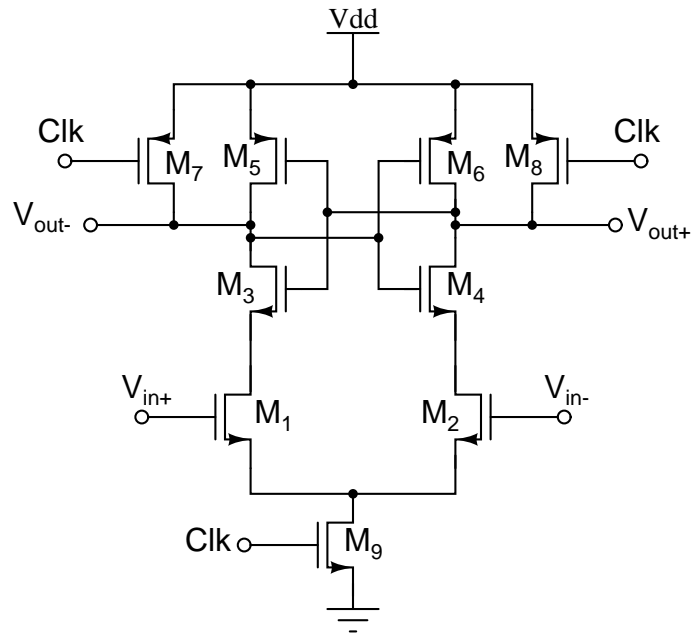 Vdd
Clk Clk
M7 M5 M6 M8
Vout- Vout+
M3 M4
Vin+ Vin-
M1 M2
Clk M9